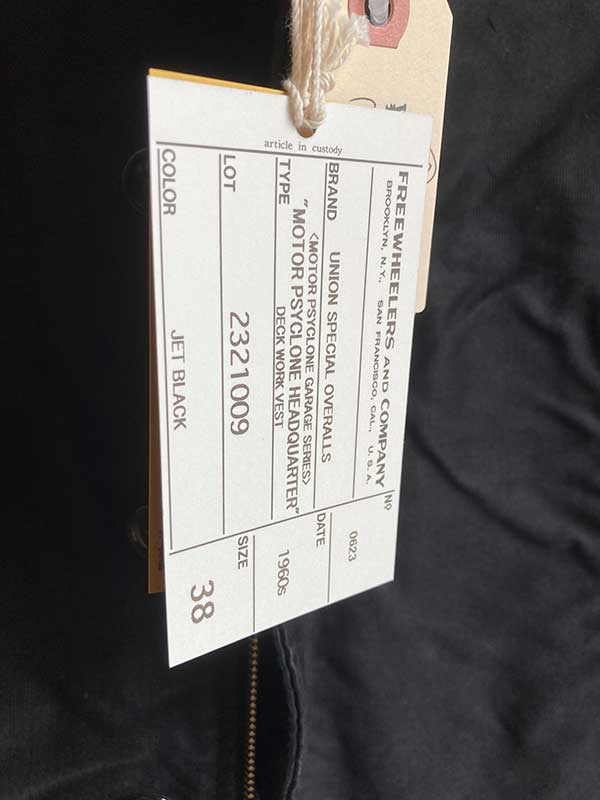 article in custody
FREEWHEELERS AND COMPANY
BROOKLYN, N.Y., SAN FRANCISCO, CAL., U.S.A.
Nº 0623
BRAND UNION SPECIAL OVERALLS
DATE 1960s
<MOTOR PSYCLONE GARAGE SERIES>
TYPE "MOTOR PSYCLONE HEADQUARTER"
DECK WORK VEST
LOT 2321009
SIZE 38
COLOR JET BLACK